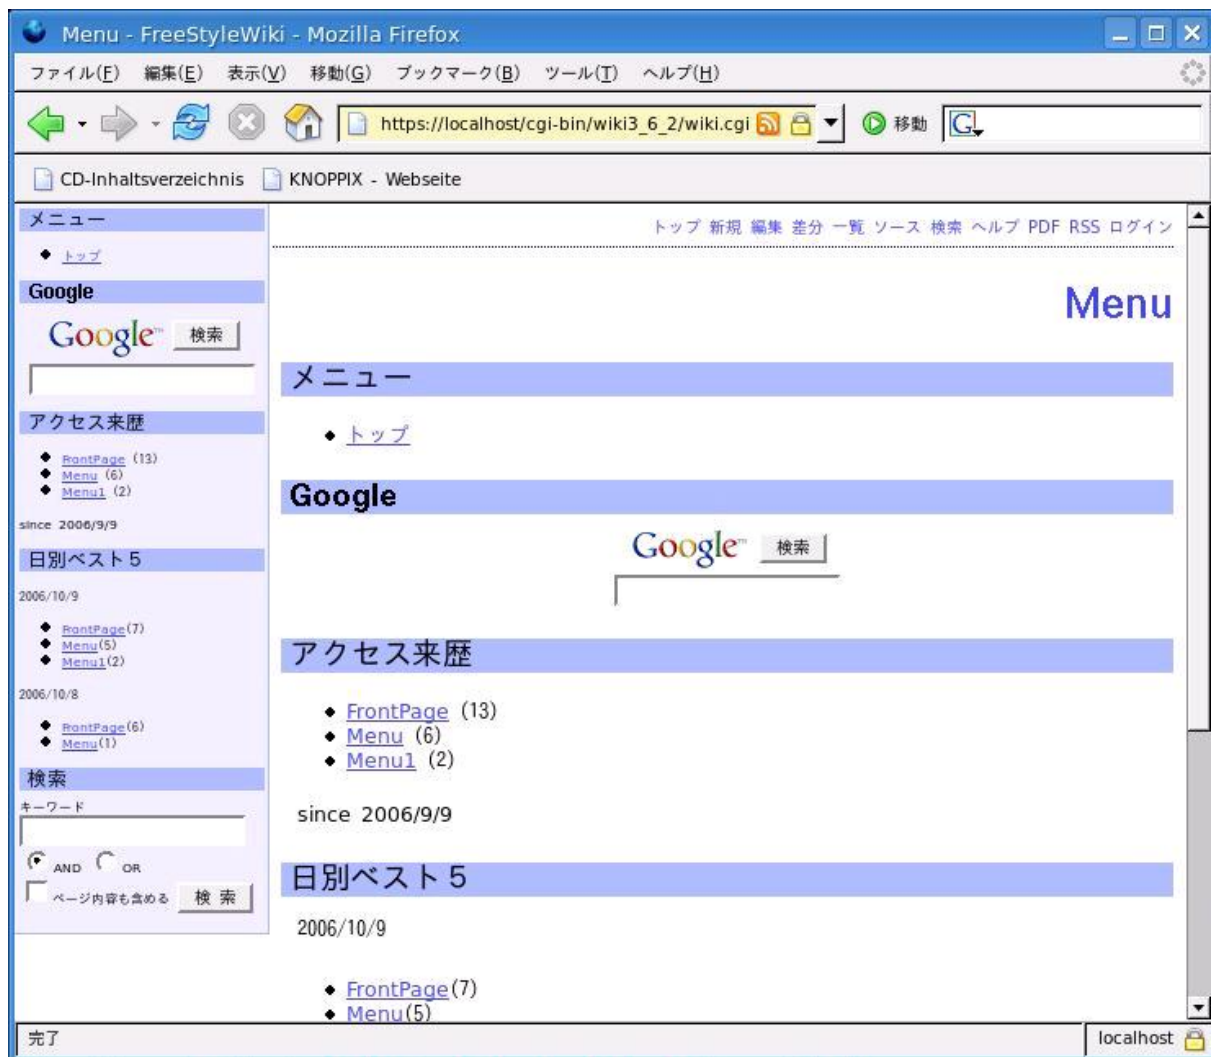 Menu - FreeStyleWiki - Mozilla Firefox
ファイル(F) 編集(E) 表示(V) 移動(G) ブックマーク(B) ツール(T) ヘルプ(H)
https://localhost/cgi-bin/wiki3_6_2/wiki.cgi 移動 G
CD-Inhaltsverzeichnis KNOPPIX - Webseite
メニュー
トップ
Google
Google™ 検索
アクセス来歴
FrontPage (13)
Menu (6)
Menu1 (2)
since 2006/9/9
日別ベスト５
2006/10/9
FrontPage(7)
Menu(5)
Menu1(2)
2006/10/8
FrontPage(6)
Menu(1)
検索
キーワード
AND OR
ページ内容も含める 検 索
トップ 新規 編集 差分 一覧 ソース 検索 ヘルプ PDF RSS ログイン
Menu
メニュー
トップ
Google
Google™ 検索
アクセス来歴
FrontPage (13)
Menu (6)
Menu1 (2)
since 2006/9/9
日別ベスト５
2006/10/9
FrontPage(7)
Menu(5)
完了 localhost